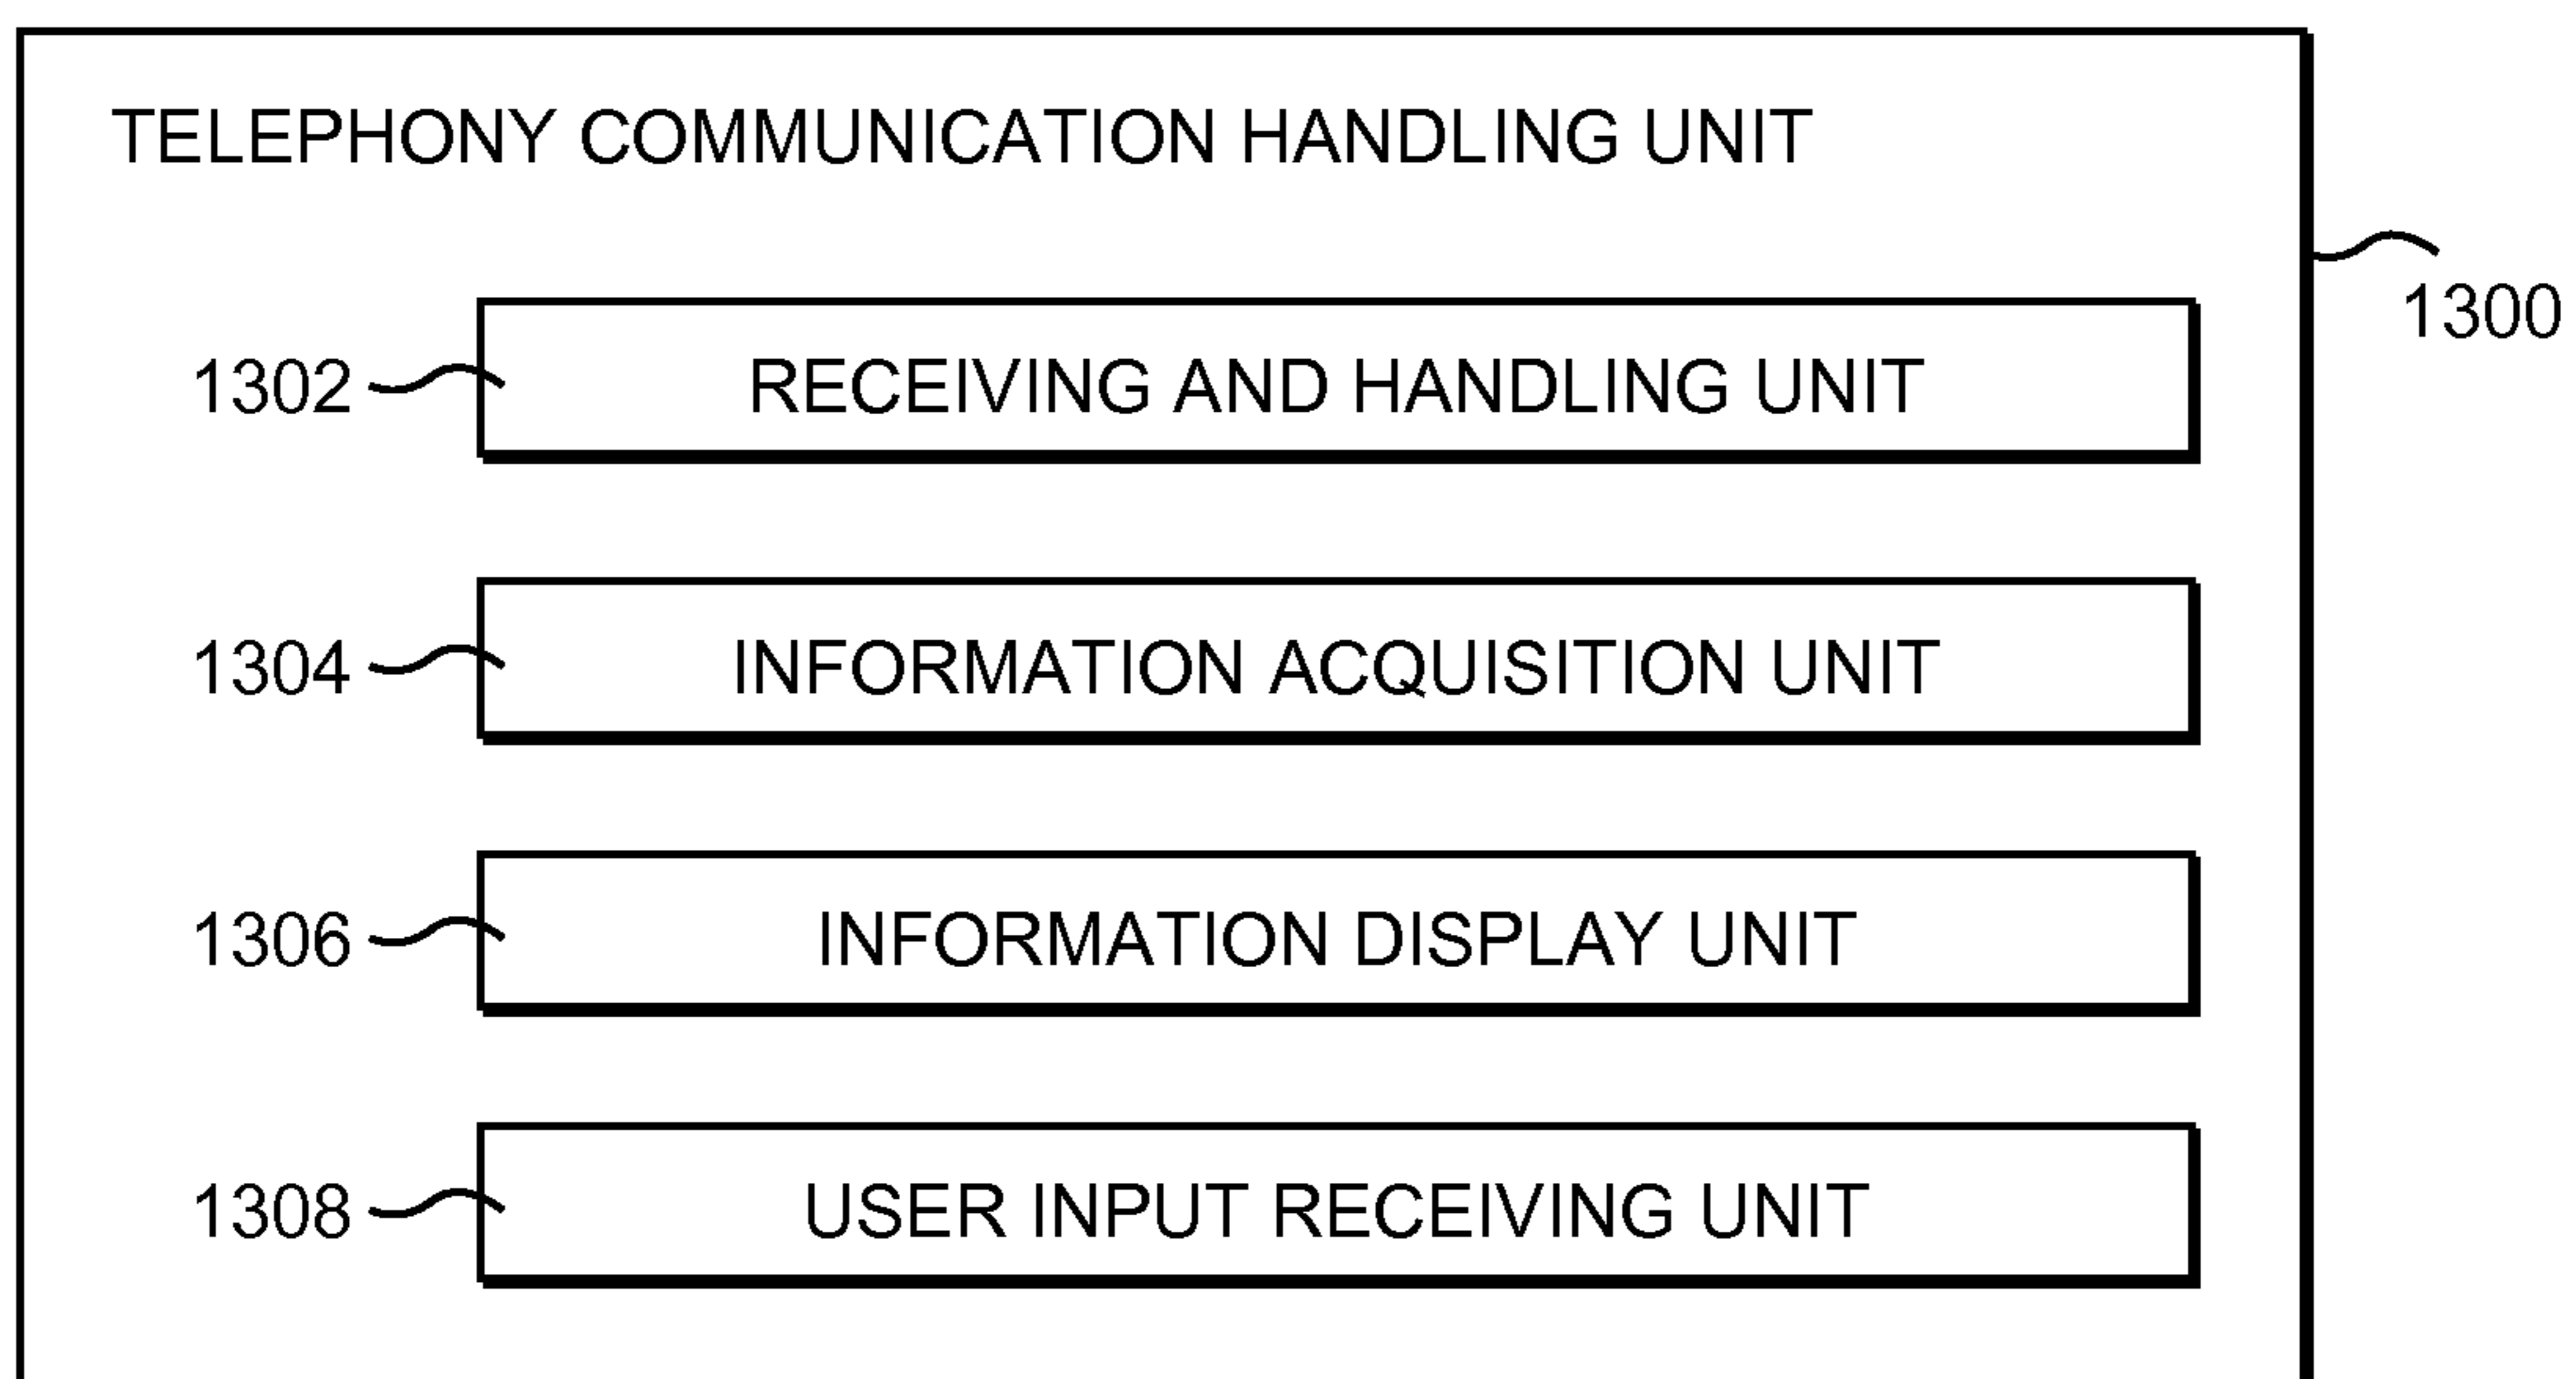 TELEPHONY COMMUNICATION HANDLING UNIT
1300
1302 RECEIVING AND HANDLING UNIT
1304 INFORMATION ACQUISITION UNIT
1306 INFORMATION DISPLAY UNIT
1308 USER INPUT RECEIVING UNIT